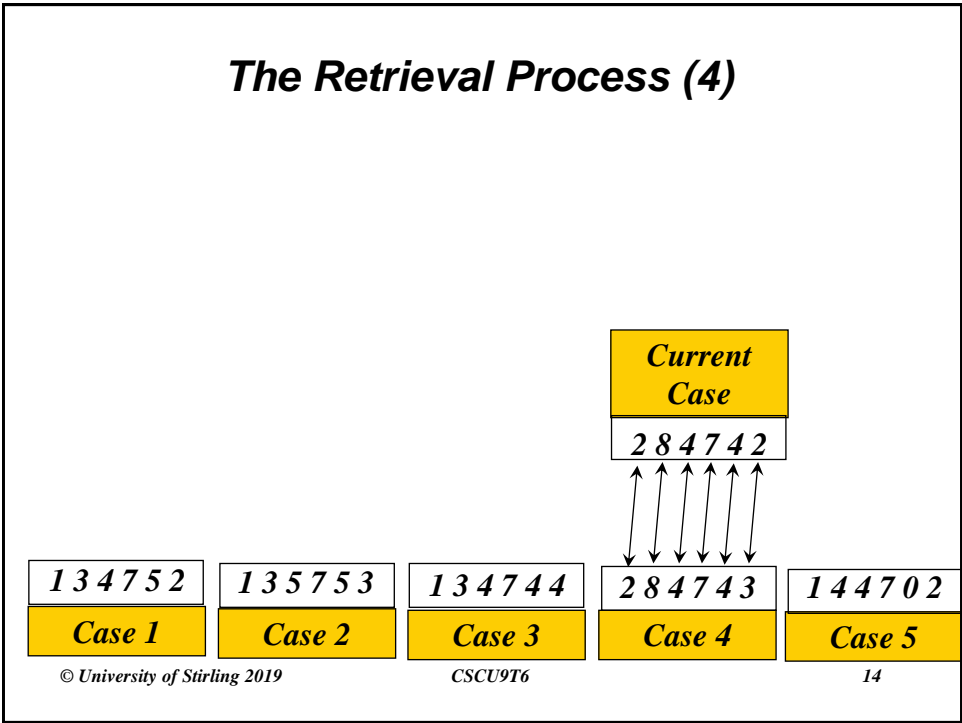 The Retrieval Process (4)
Current
Case
2 8 4 7 4 2
1 3 4 7 5 2
1 3 5 7 5 3
1 3 4 7 4 4
2 8 4 7 4 3
1 4 4 7 0 2
Case 1
Case 2
Case 3
Case 4
Case 5
© University of Stirling 2019
CSCU9T6
14